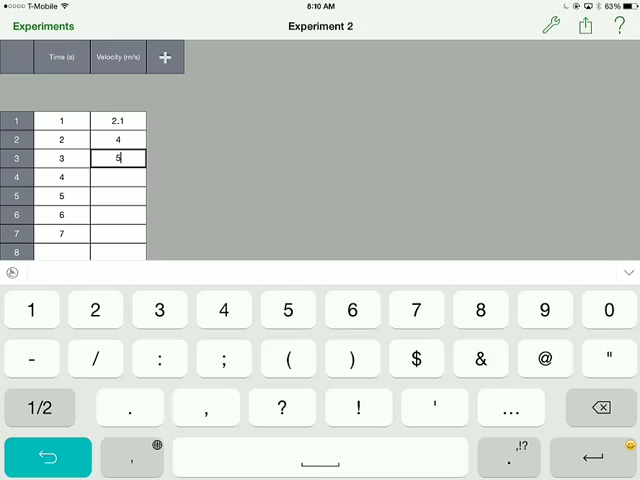 T-Mobile 8:10 AM 63%
Experiments Experiment 2 ?
Time (s) Velocity (m/s) +
1 1 2.1
2 2 4
3 3 5
4 4
5 5
6 6
7 7
8
1 2 3 4 5 6 7 8 9 0
- / : ; ( ) $ & @ "
1/2 . , ? ! ' ...
, . ,!?